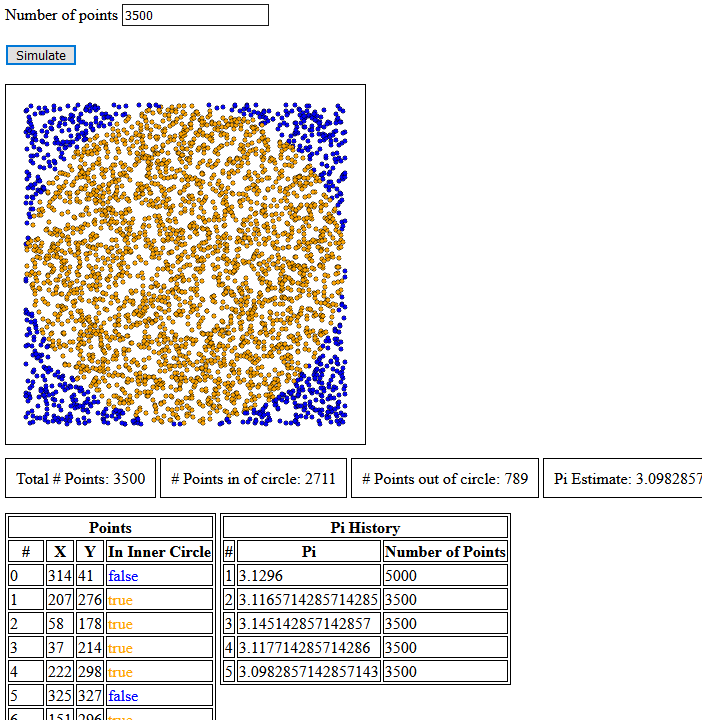 Number of points 3500
Simulate
Total # Points: 3500 # Points in of circle: 2711 # Points out of circle: 789 Pi Estimate: 3.0982857
Points
# X Y In Inner Circle
0 314 41 false
1 207 276 true
2 58 178 true
3 37 214 true
4 222 298 true
5 325 327 false
6 151 296 true
Pi History
# Pi Number of Points
1 3.1296 5000
2 3.1165714285714285 3500
3 3.145142857142857 3500
4 3.117714285714286 3500
5 3.0982857142857143 3500